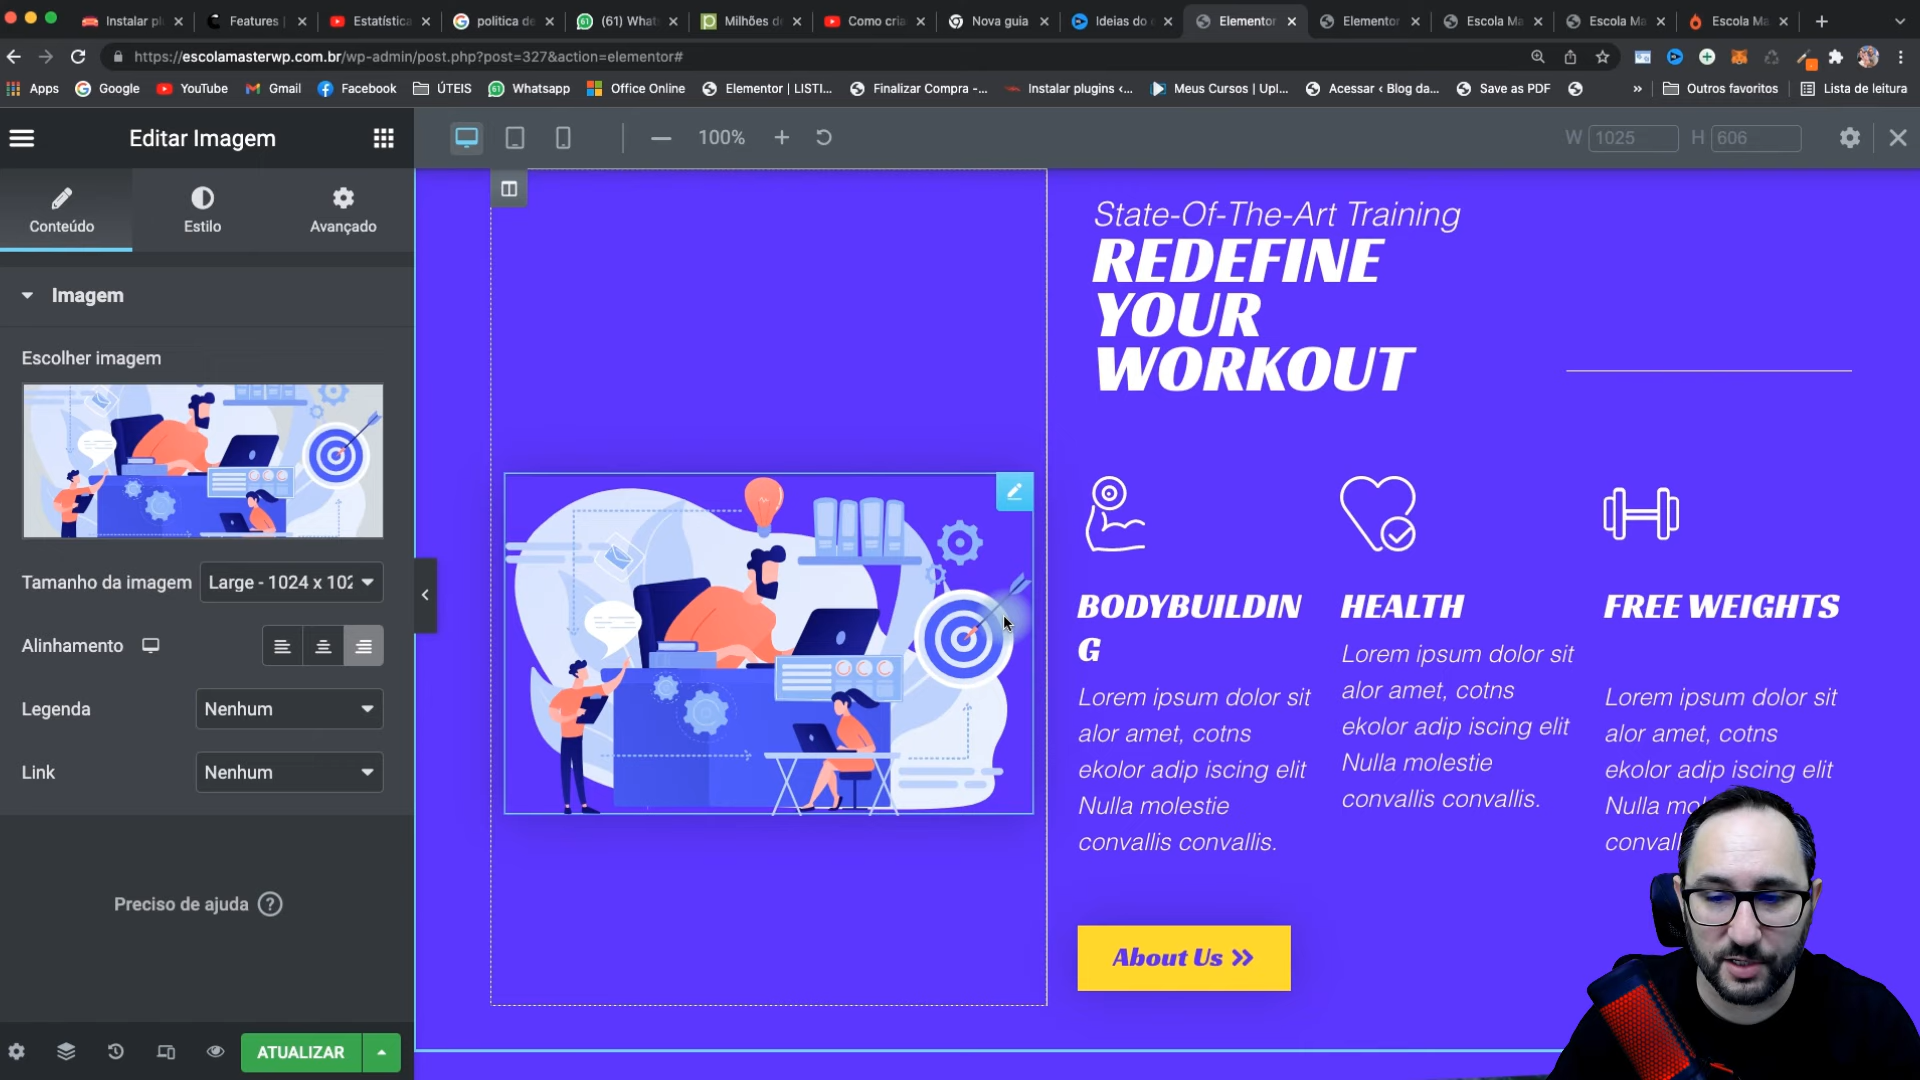 Instalar pl
Features |
Estatística
politica de
(61) What
Milhões de
Como cria
Nova guia
Ideias do
Elementor
Elementor
Escola Ma
Escola Ma
Escola Ma
https://escolamasterwp.com.br/wp-admin/post.php?post=327&action=elementor#
Apps
Google
YouTube
Gmail
Facebook
ÚTEIS
61
Whatsapp
Office Online
Elementor | LISTI...
Finalizar Compra -...
Instalar plugins ‹...
Meus Cursos | Upl...
Acessar ‹ Blog da...
Save as PDF
»
Outros favoritos
Lista de leitura
Editar Imagem
100%
W 1025
H 606
Conteúdo
Estilo
Avançado
Imagem
Escolher imagem
Tamanho da imagem
Large - 1024 x 102
Alinhamento
Legenda
Nenhum
Link
Nenhum
Preciso de ajuda ?
ATUALIZAR
State-Of-The-Art Training
REDEFINE
YOUR
WORKOUT
BODYBUILDIN
G
Lorem ipsum dolor sit
alor amet, cotns
ekolor adip iscing elit
Nulla molestie
convallis convallis.
HEALTH
Lorem ipsum dolor sit
alor amet, cotns
ekolor adip iscing elit
Nulla molestie
convallis convallis.
FREE WEIGHTS
Lorem ipsum dolor sit
alor amet, cotns
ekolor adip iscing elit
Nulla mo
convall
About Us »